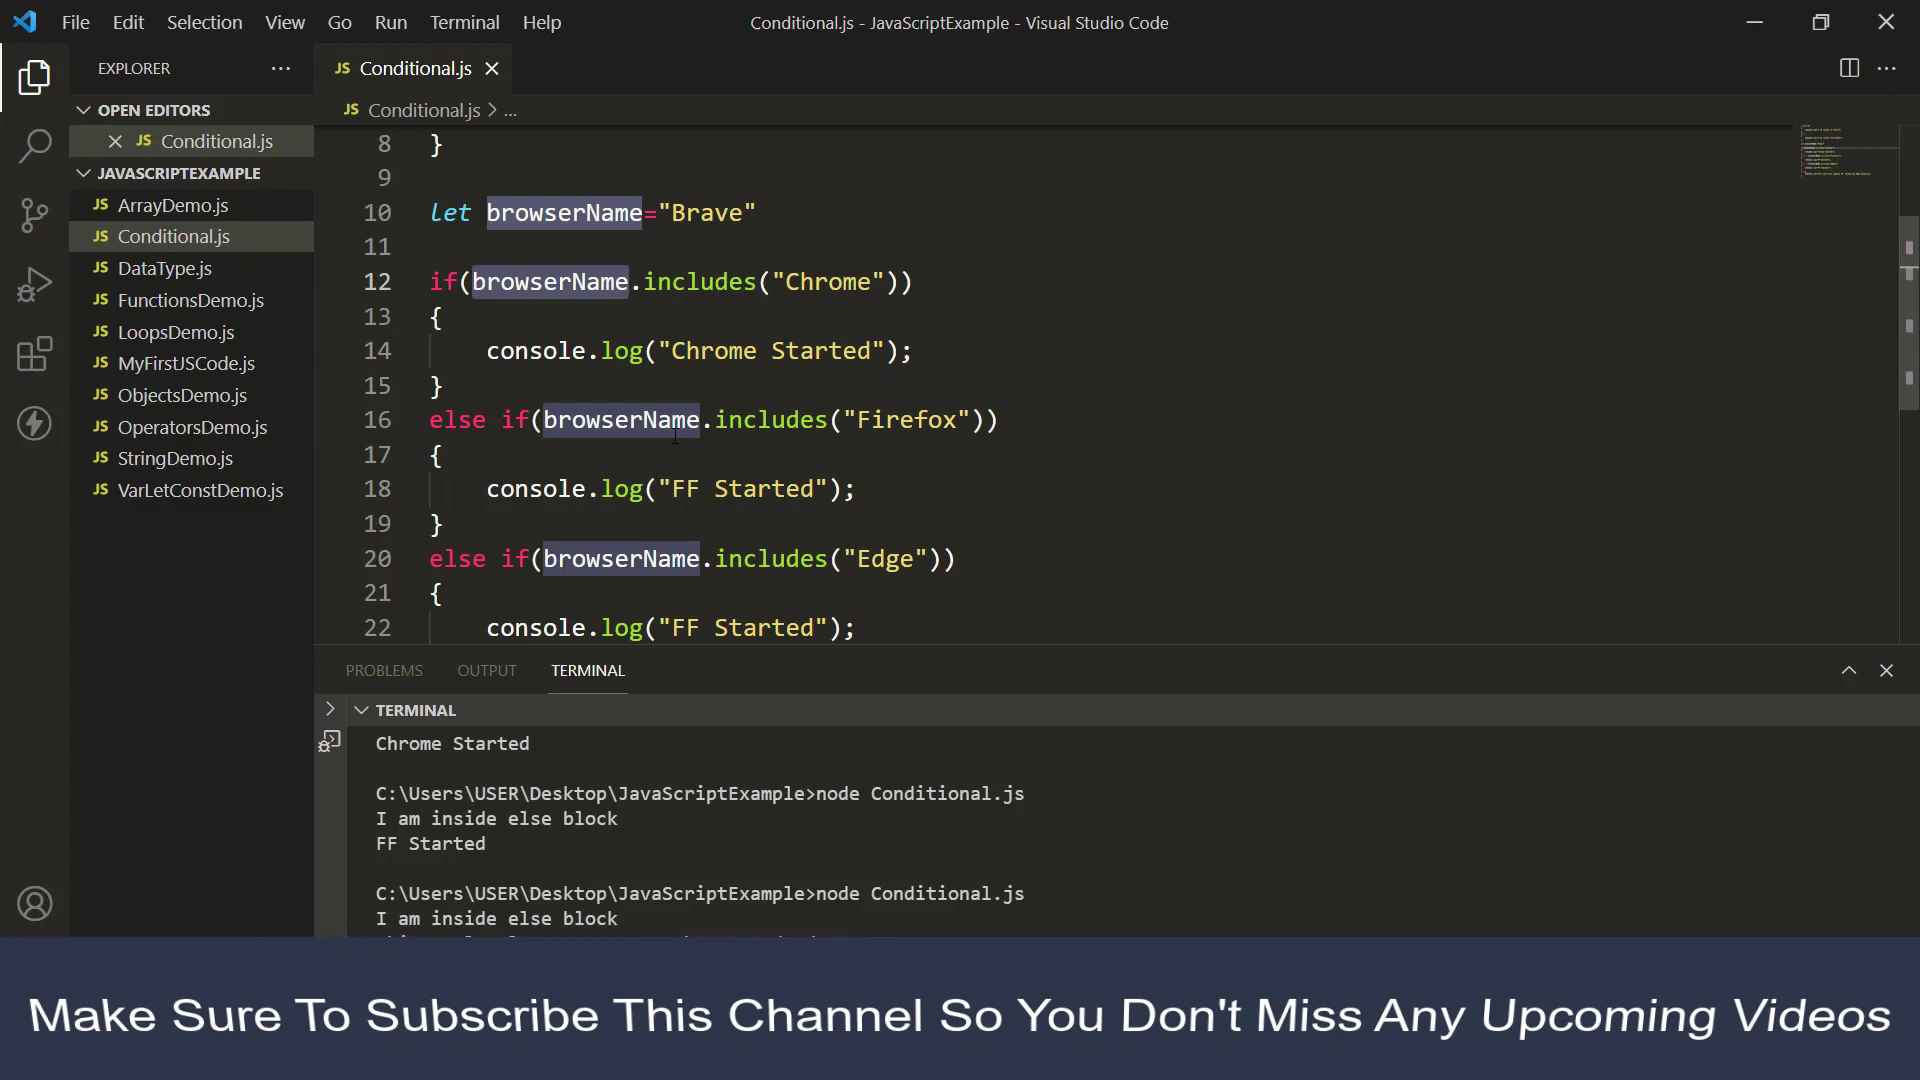 File Edit Selection View Go Run Terminal Help
Conditional.js - JavaScriptExample - Visual Studio Code
EXPLORER
JS Conditional.js
OPEN EDITORS
JS Conditional.js
JAVASCRIPTEXAMPLE
JS ArrayDemo.js
JS Conditional.js
JS DataType.js
JS FunctionsDemo.js
JS LoopsDemo.js
JS MyFirstJSCode.js
JS ObjectsDemo.js
JS OperatorsDemo.js
JS StringDemo.js
JS VarLetConstDemo.js
JS Conditional.js > ...
8 }
9
10 let browserName="Brave"
11
12 if(browserName.includes("Chrome"))
13 {
14 console.log("Chrome Started");
15 }
16 else if(browserName.includes("Firefox"))
17 {
18 console.log("FF Started");
19 }
20 else if(browserName.includes("Edge"))
21 {
22 console.log("FF Started");
PROBLEMS OUTPUT TERMINAL
TERMINAL
Chrome Started
C:\Users\USER\Desktop\JavaScriptExample>node Conditional.js
I am inside else block
FF Started
C:\Users\USER\Desktop\JavaScriptExample>node Conditional.js
I am inside else block
Make Sure To Subscribe This Channel So You Don't Miss Any Upcoming Videos